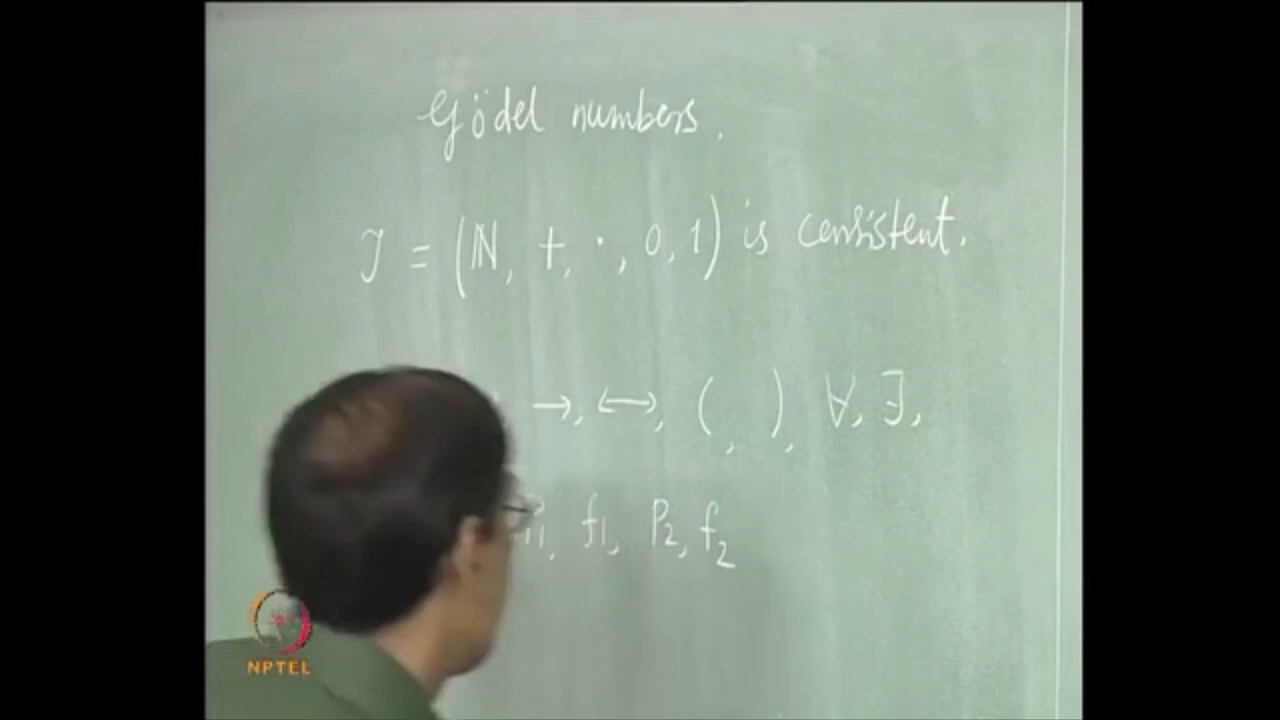 Gödel numbers.
𝒯 = (ℕ, +, ·, 0, 1) is consistent.
→, ↔, ( , ), ∀, ∃,
f1, P2, f2
NPTEL